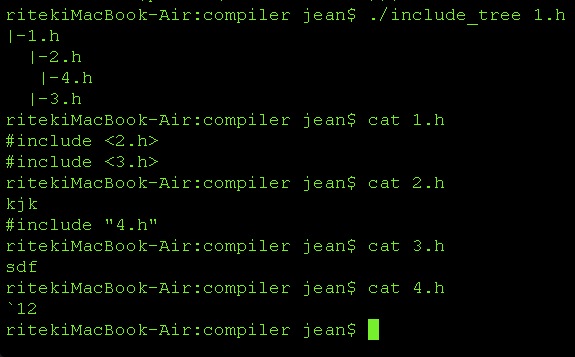 ritekiMacBook-Air:compiler jean$ ./include_tree 1.h
|-1.h
  |-2.h
   |-4.h
  |-3.h
ritekiMacBook-Air:compiler jean$ cat 1.h
#include <2.h>
#include <3.h>
ritekiMacBook-Air:compiler jean$ cat 2.h
kjk
#include "4.h"
ritekiMacBook-Air:compiler jean$ cat 3.h
sdf
ritekiMacBook-Air:compiler jean$ cat 4.h
`12
ritekiMacBook-Air:compiler jean$